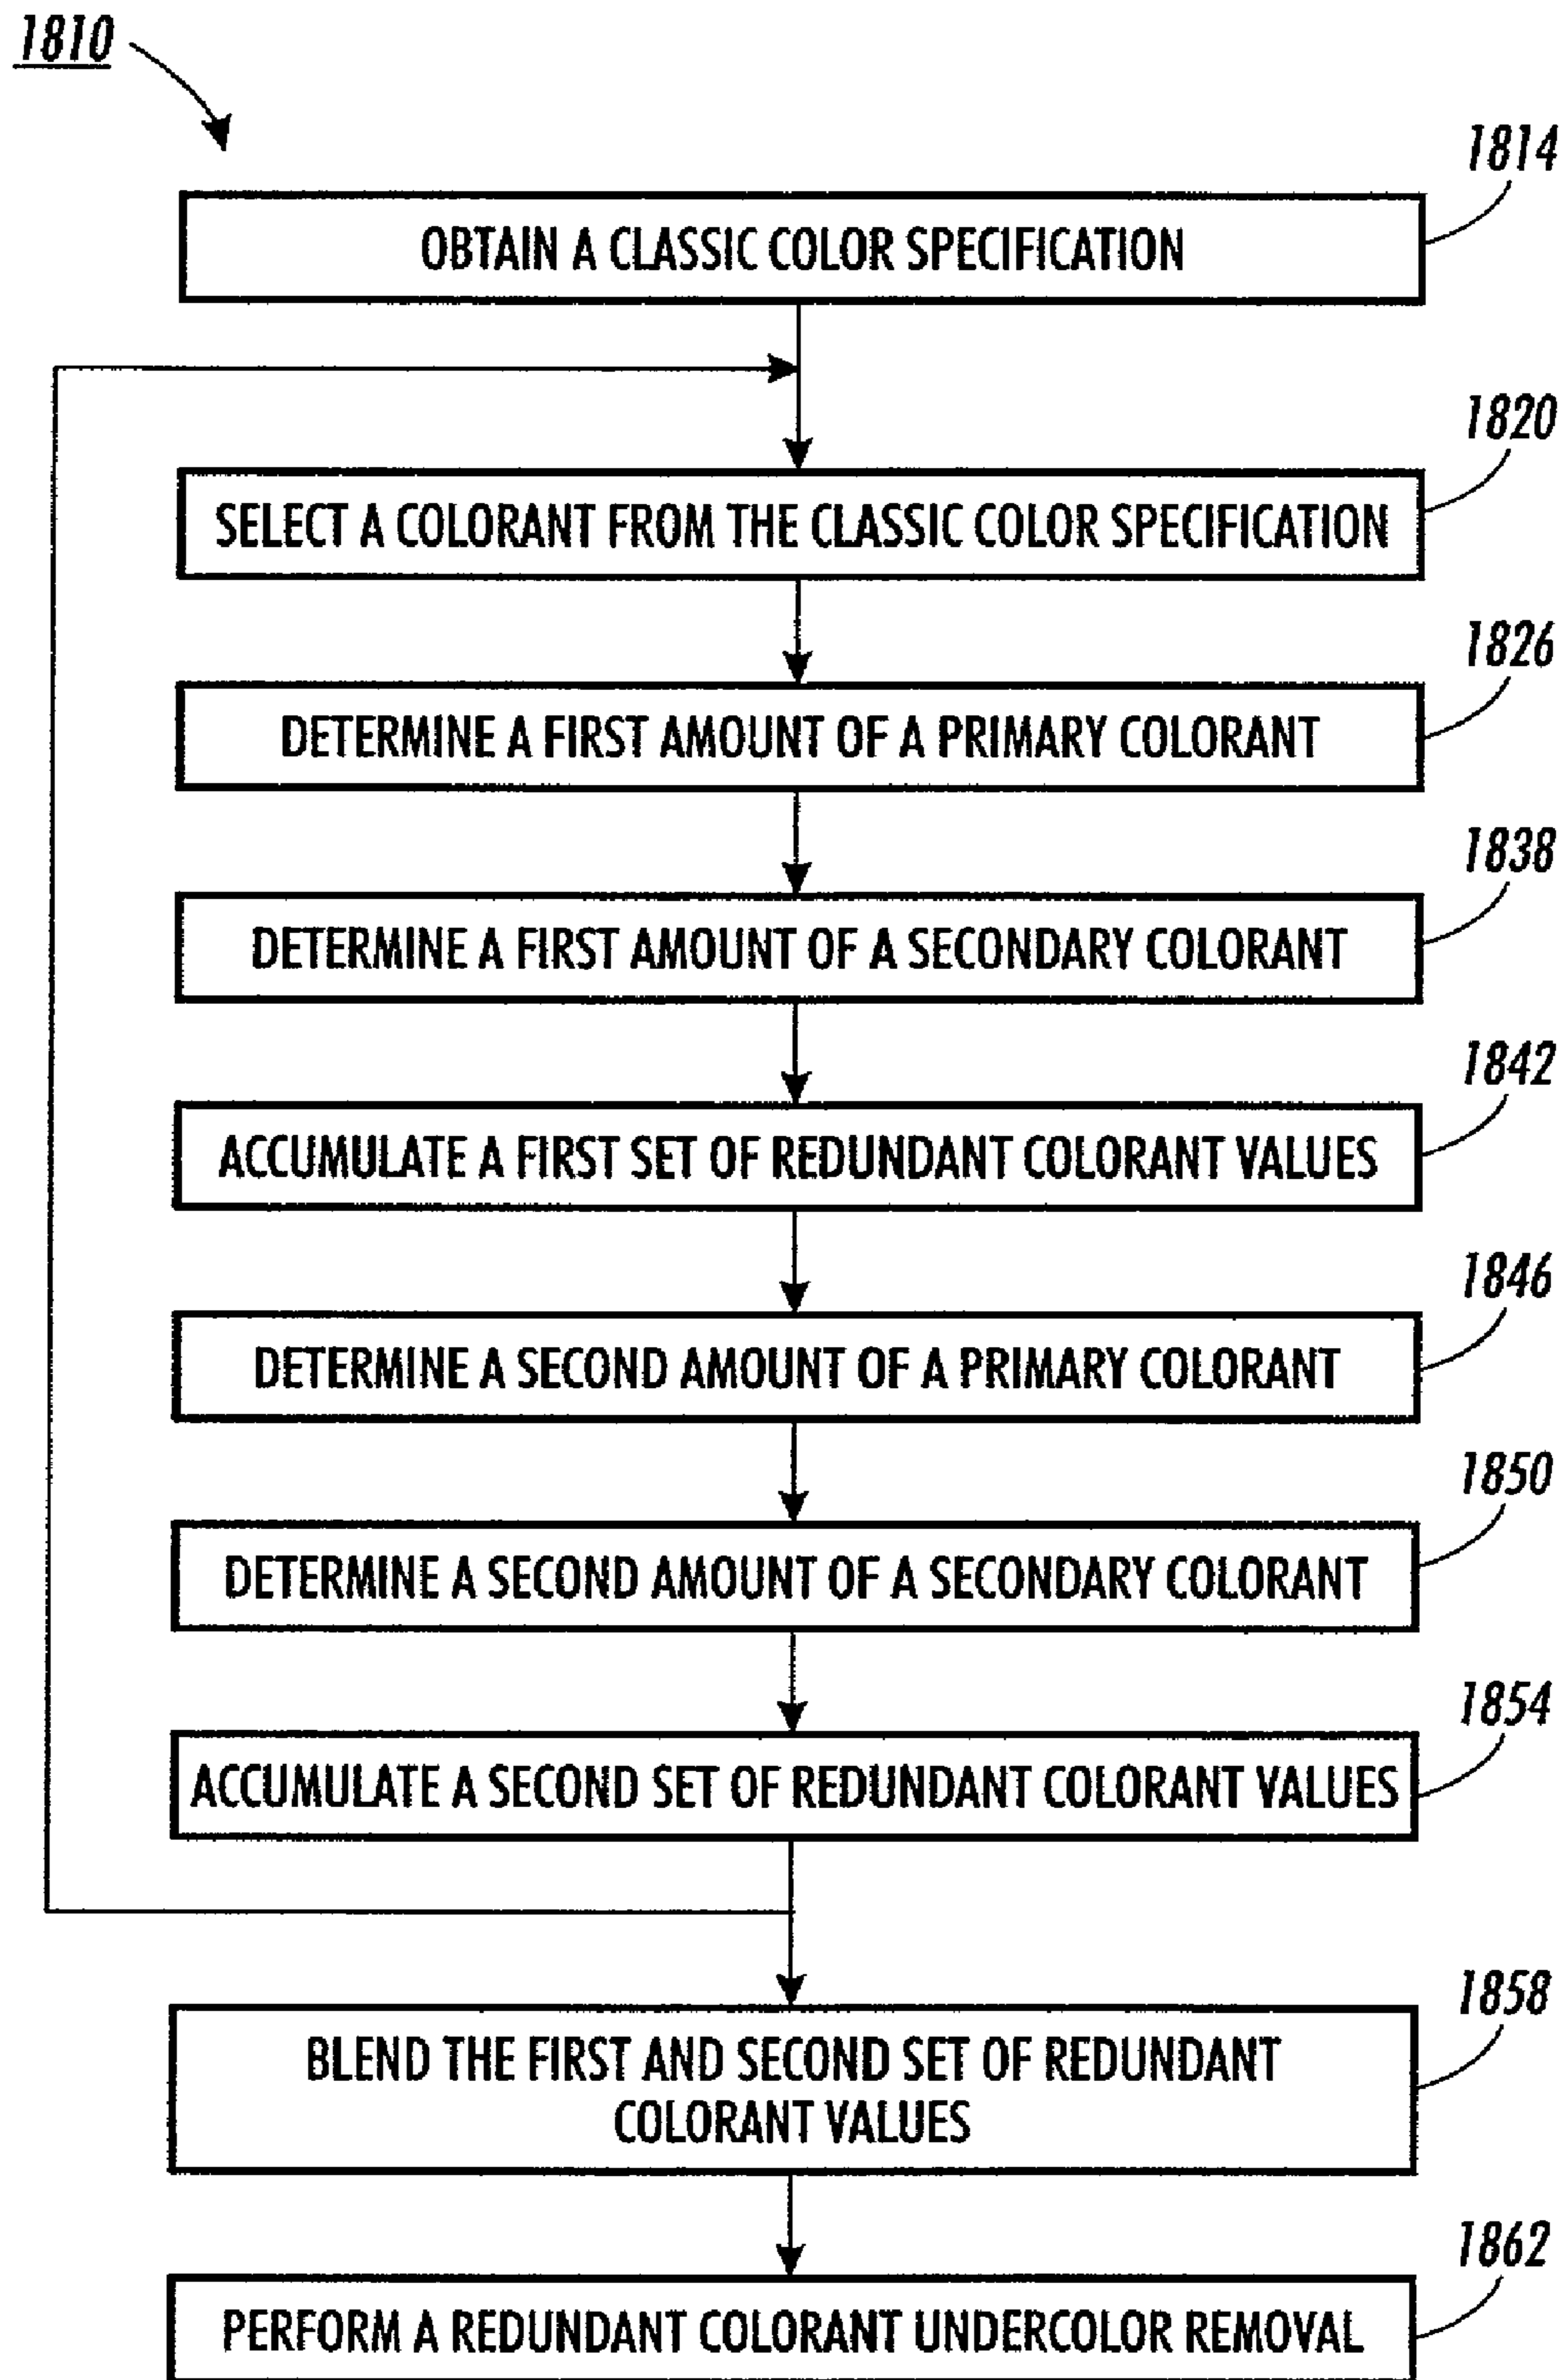 1810
1814
OBTAIN A CLASSIC COLOR SPECIFICATION
1820
SELECT A COLORANT FROM THE CLASSIC COLOR SPECIFICATION
1826
DETERMINE A FIRST AMOUNT OF A PRIMARY COLORANT
1838
DETERMINE A FIRST AMOUNT OF A SECONDARY COLORANT
1842
ACCUMULATE A FIRST SET OF REDUNDANT COLORANT VALUES
1846
DETERMINE A SECOND AMOUNT OF A PRIMARY COLORANT
1850
DETERMINE A SECOND AMOUNT OF A SECONDARY COLORANT
1854
ACCUMULATE A SECOND SET OF REDUNDANT COLORANT VALUES
1858
BLEND THE FIRST AND SECOND SET OF REDUNDANT
COLORANT VALUES
1862
PERFORM A REDUNDANT COLORANT UNDERCOLOR REMOVAL